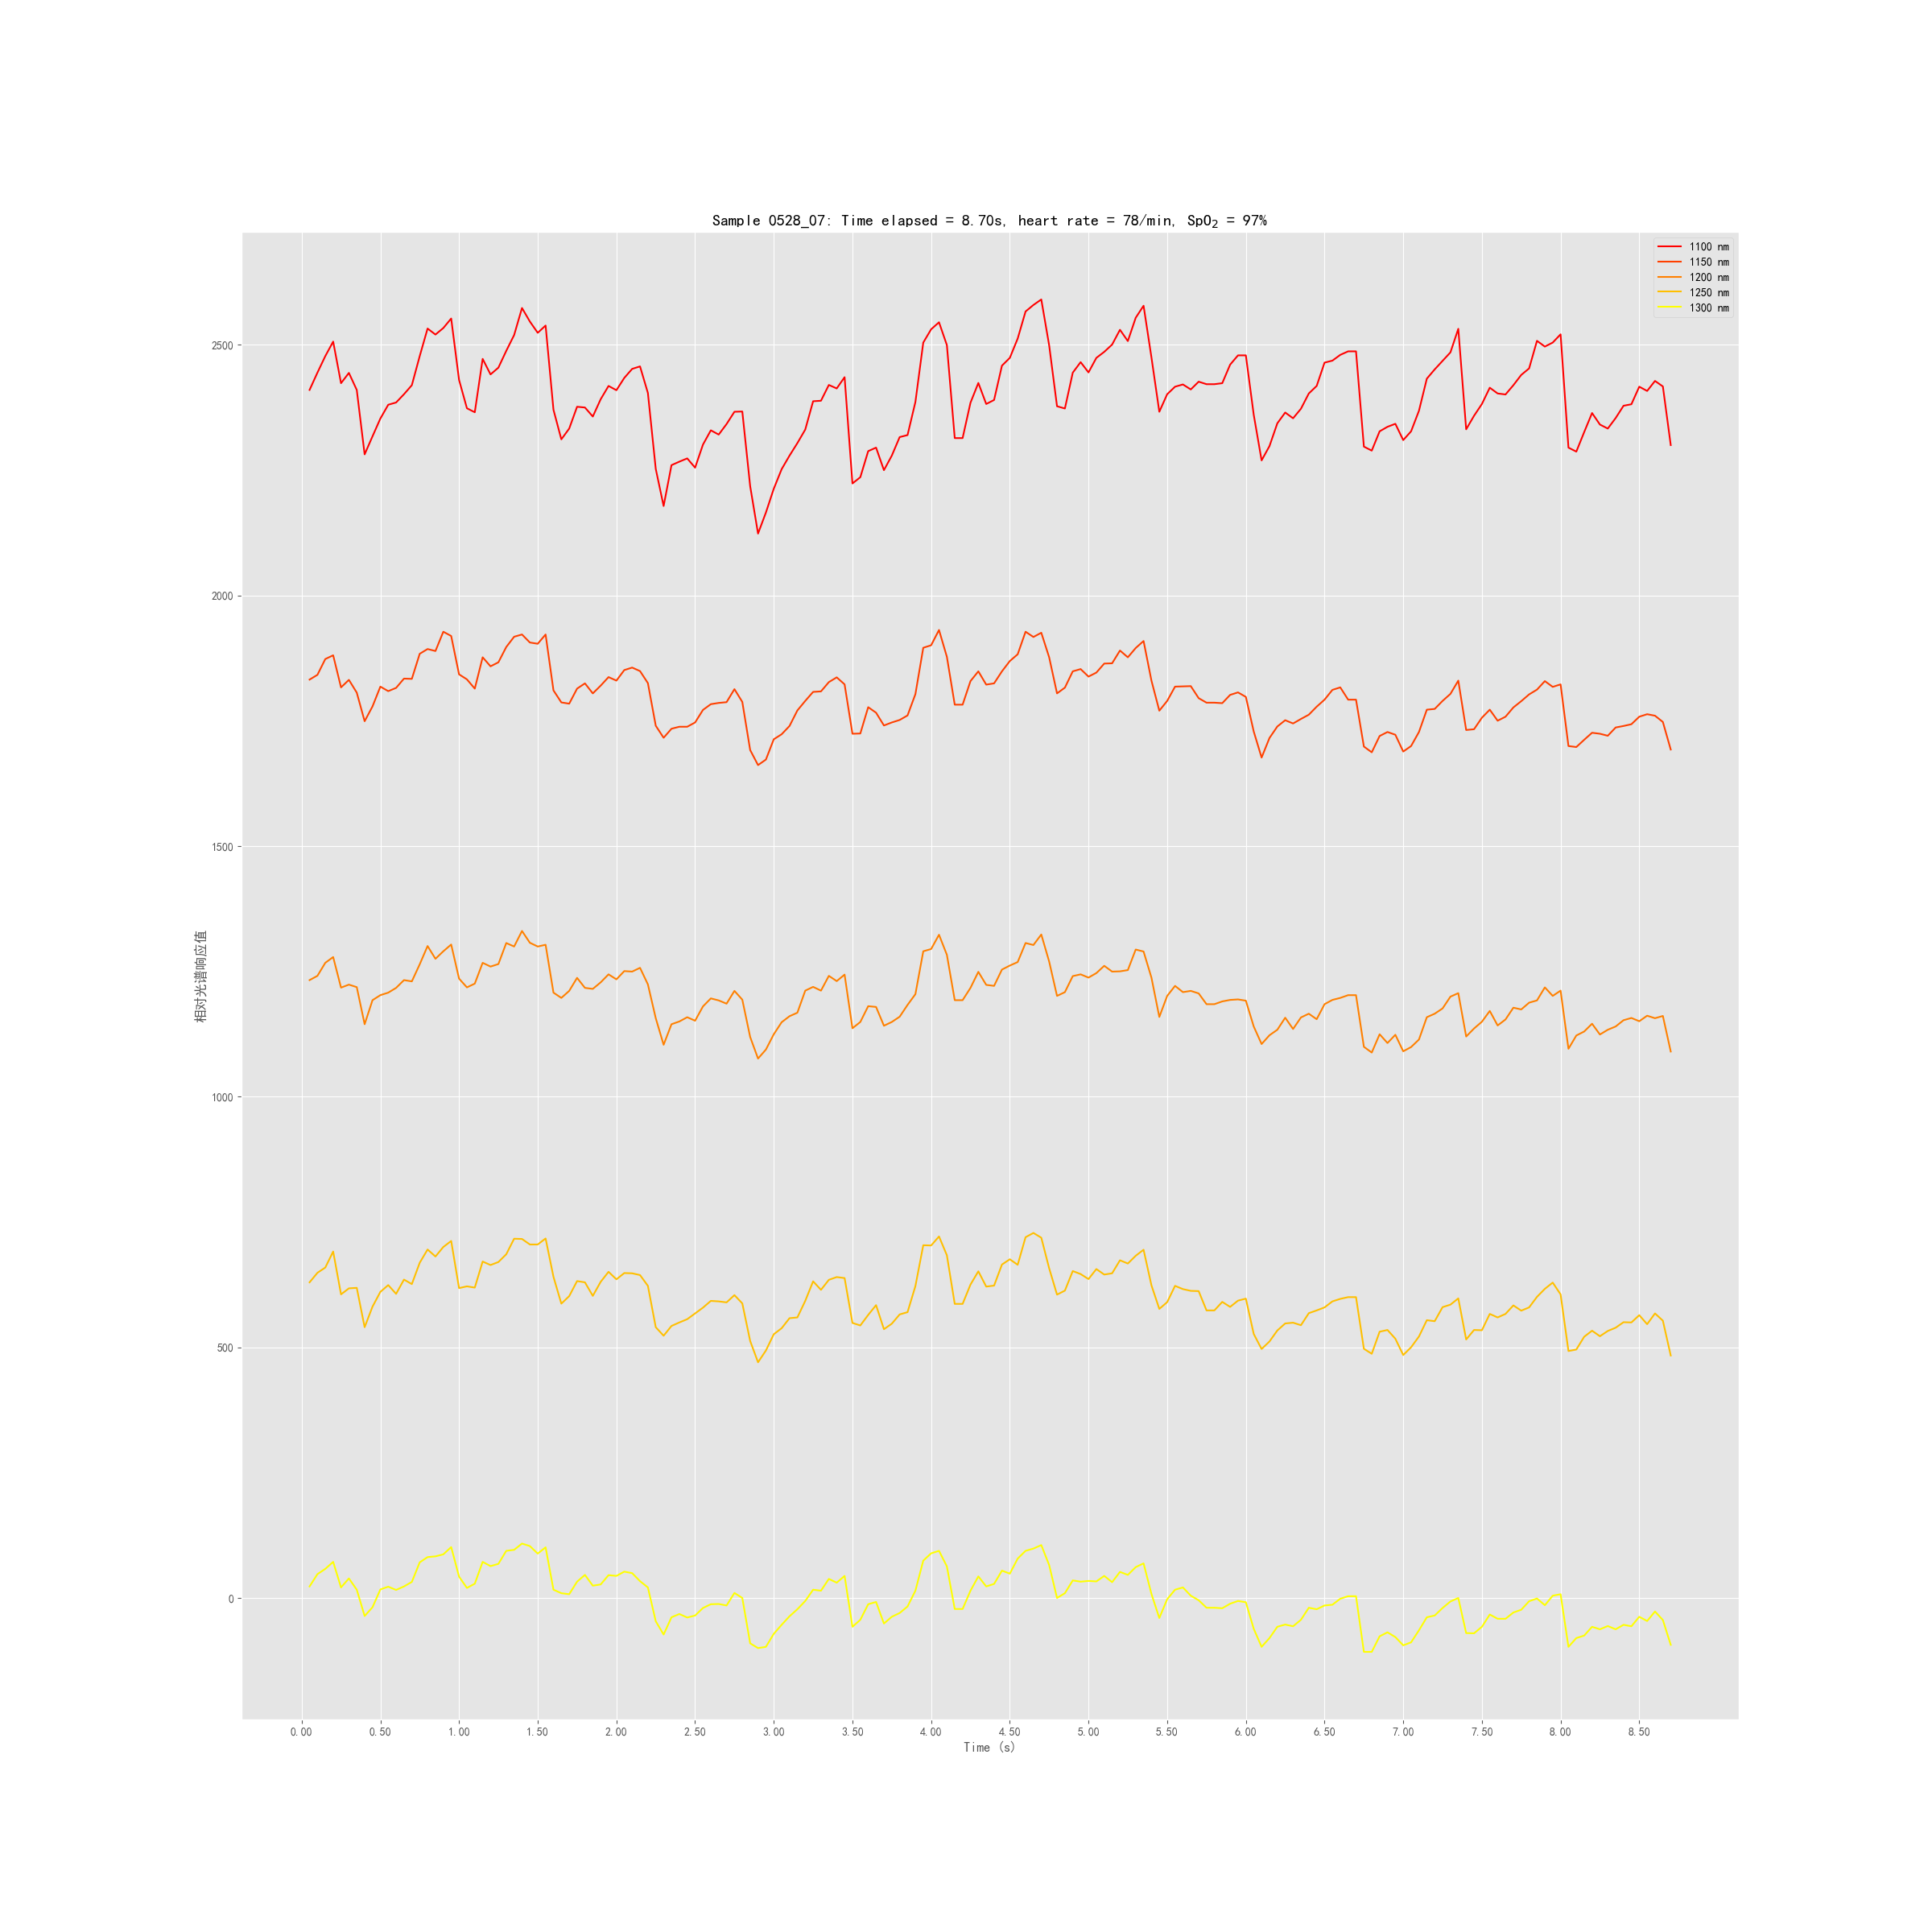 Sample 0528_07: Time elapsed = 8.70s, heart rate = 78/min, SpO₂ = 97%
1100 nm
1150 nm
1200 nm
1250 nm
1300 nm
2500
2000
1500
1000
500
0
相对光谱响应值
0.00 0.50 1.00 1.50 2.00 2.50 3.00 3.50 4.00 4.50 5.00 5.50 6.00 6.50 7.00 7.50 8.00 8.50
Time (s)